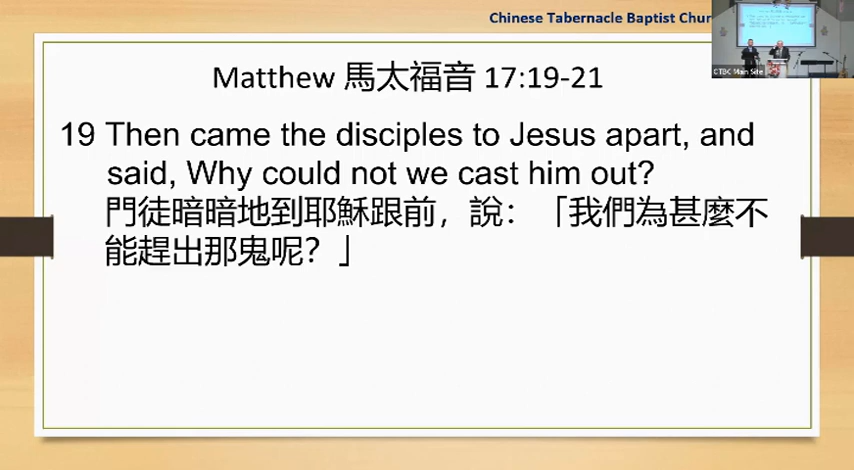 Chinese Tabernacle Baptist
CTBC Main Site
Matthew 馬太福音 17:19-21
19 Then came the disciples to Jesus apart, and
said, Why could not we cast him out?
門徒暗暗地到耶穌跟前，說：「我們為甚麼不
能趕出那鬼呢？」